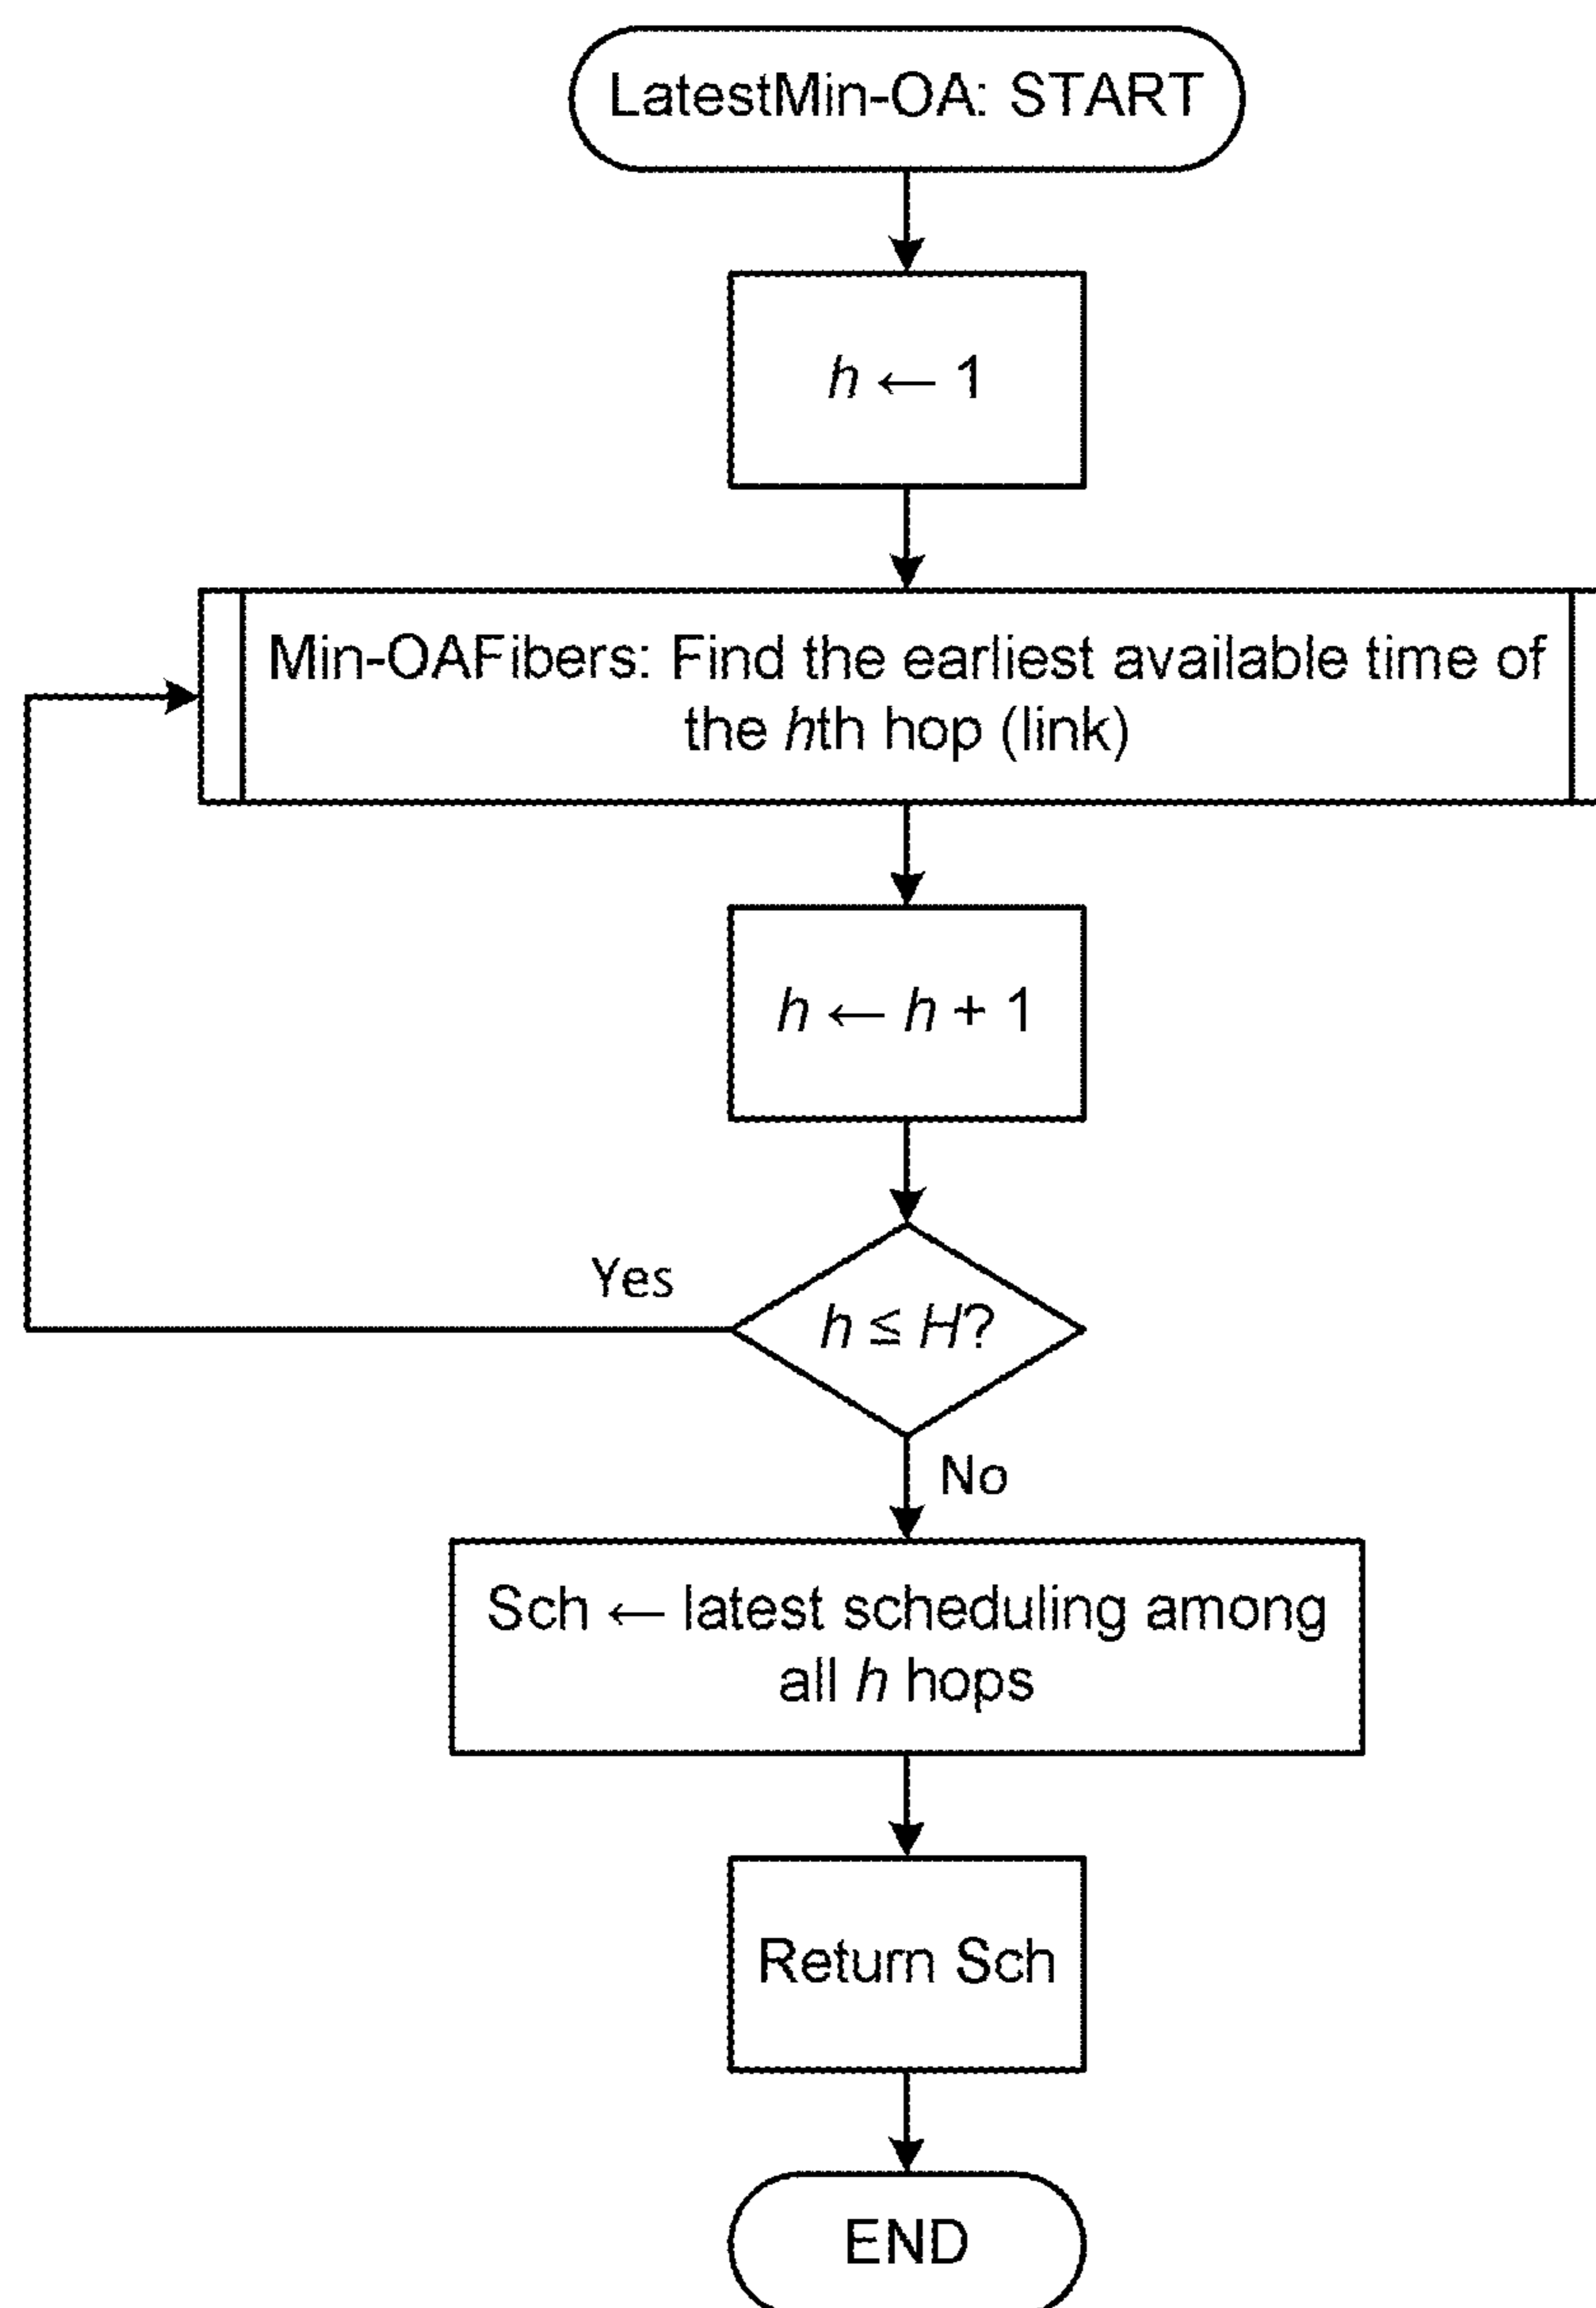 LatestMin-OA: START
h ← 1
Min-OAFibers: Find the earliest available time of
the hth hop (link)
h ← h + 1
Yes
h ≤ H?
No
Sch ← latest scheduling among
all h hops
Return Sch
END